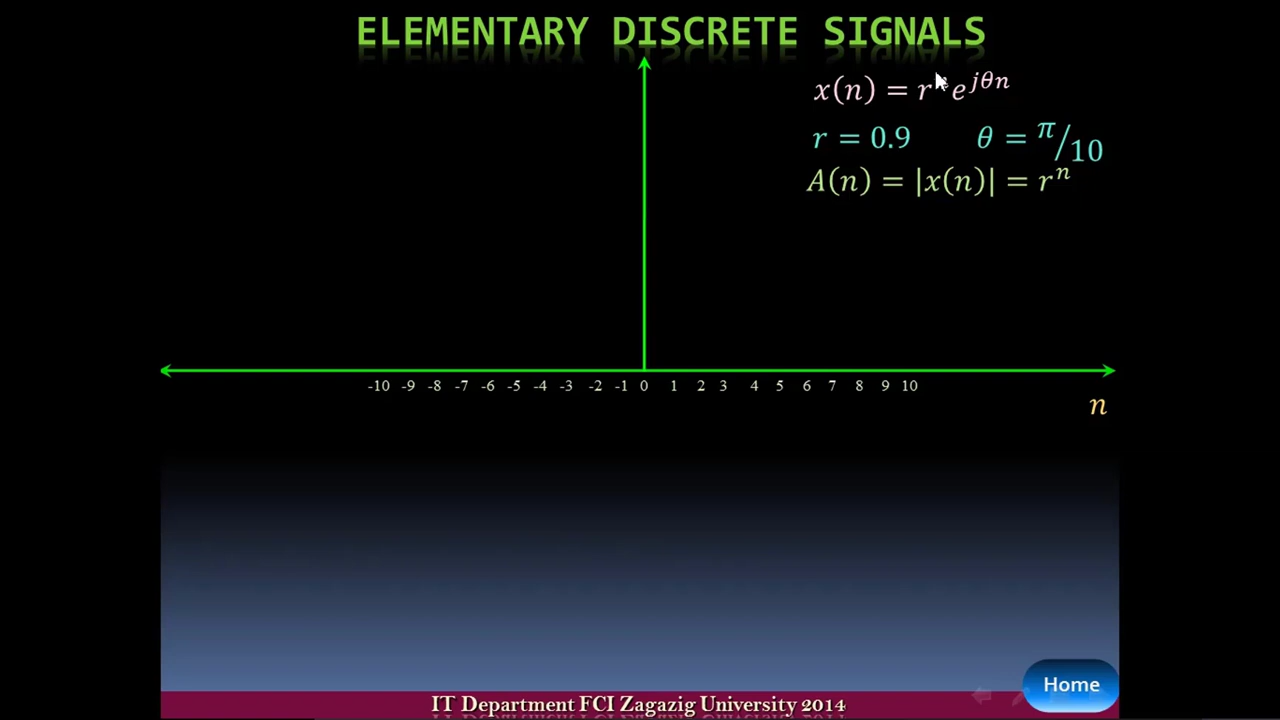 ELEMENTARY DISCRETE SIGNALS
x(n) = rⁿ e^{jθn}
r = 0.9 θ = π/10
A(n) = |x(n)| = rⁿ
-10 -9 -8 -7 -6 -5 -4 -3 -2 -1 0 1 2 3 4 5 6 7 8 9 10
n
Home
IT Department FCI Zagazig University 2014